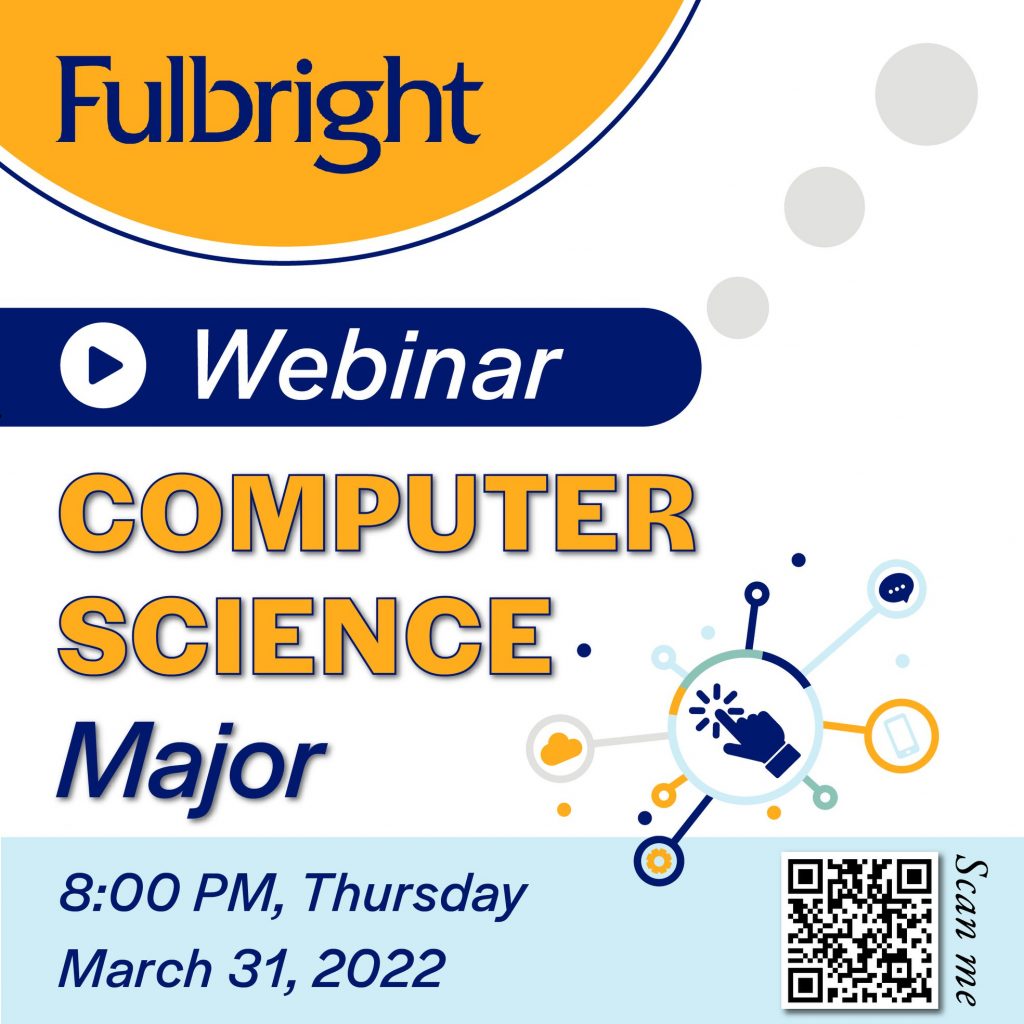 Fulbright
Webinar
COMPUTER
SCIENCE
Major
8:00 PM, Thursday
March 31, 2022
Scan me